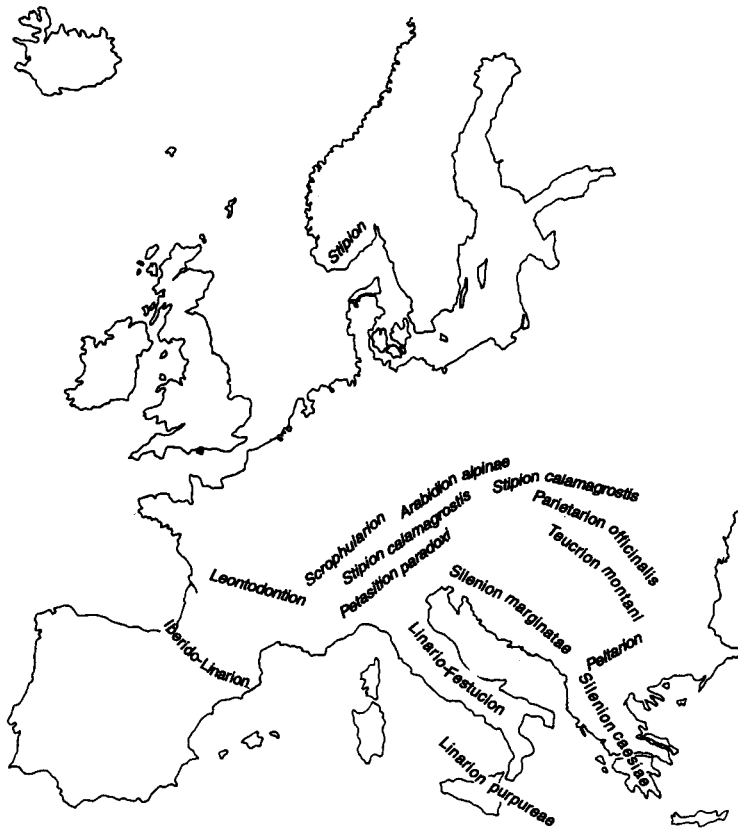 Stipion
Arabidion alpinae
Stipion calamagrostis
Scrophularion
Stipion calamagrostis
Parietarion officinalis
Petasition paradoxi
Teucrion montani
Leontodontion
Silenion marginatae
Iberido-Linarion
Linario-Festucion
Peltarion
Silenion caesiae
Linarion purpureae